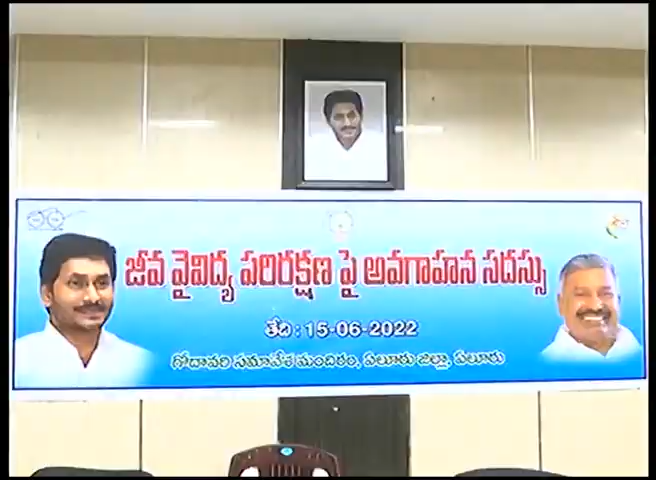 జీవ వైవిధ్య పరిరక్షణ పై అవగాహన సదస్సు
తేది : 15-06-2022
గోదావరి సమావేశ మందిరం, ఏలూరు జిల్లా, ఏలూరు